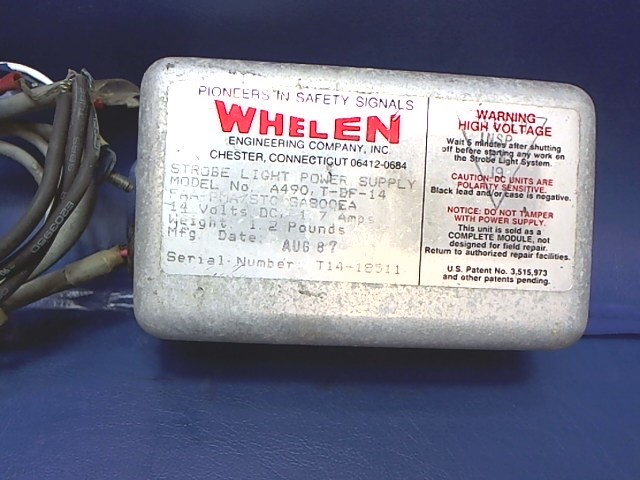 PIONEERS IN SAFETY SIGNALS
WHELEN
ENGINEERING COMPANY, INC.
CHESTER, CONNECTICUT 06412-0684
STROBE LIGHT POWER SUPPLY
MODEL No. A490, T-DF-14
SA800EA
14 Volts DC, 1.7 Amps
Weight, 1.2 Pounds
Mfg. Date, AUG 87
Serial Number, T14-18511
WARNING
HIGH VOLTAGE
Wait 5 minutes after shutting
off before starting any work on
the Strobe Light System.
CAUTION: DC UNITS ARE
POLARITY SENSITIVE.
Black lead and/or case is negative.
NOTICE: DO NOT TAMPER
WITH POWER SUPPLY.
This unit is sold as a
COMPLETE MODULE, not
designed for field repair.
Return to authorized repair facilities.
U.S. Patent No. 3,515,973
and other patents pending.
INSP